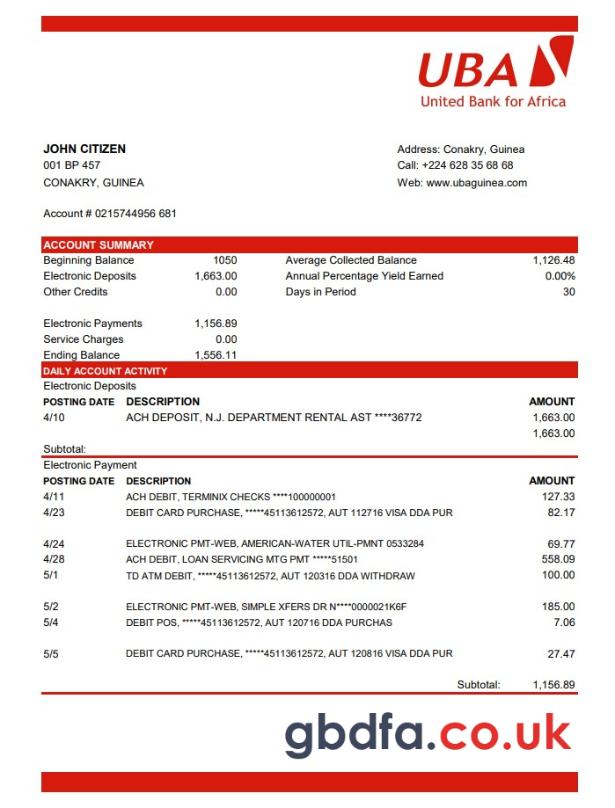 UBA
United Bank for Africa
JOHN CITIZEN
001 BP 457
CONAKRY, GUINEA
Address: Conakry, Guinea
Call: +224 628 35 68 68
Web: www.ubaguinea.com
Account # 0215744956 681
ACCOUNT SUMMARY
Beginning Balance 1050 Average Collected Balance 1,126.48
Electronic Deposits 1,663.00 Annual Percentage Yield Earned 0.00%
Other Credits 0.00 Days in Period 30
Electronic Payments 1,156.89
Service Charges 0.00
Ending Balance 1,556.11
DAILY ACCOUNT ACTIVITY
Electronic Deposits
POSTING DATE DESCRIPTION AMOUNT
4/10 ACH DEPOSIT, N.J. DEPARTMENT RENTAL AST ****36772 1,663.00
1,663.00
Subtotal:
Electronic Payment
POSTING DATE DESCRIPTION AMOUNT
4/11 ACH DEBIT, TERMINIX CHECKS ****100000001 127.33
4/23 DEBIT CARD PURCHASE, *****45113612572, AUT 112716 VISA DDA PUR 82.17
4/24 ELECTRONIC PMT-WEB, AMERICAN-WATER UTIL-PMNT 0533284 69.77
4/28 ACH DEBIT, LOAN SERVICING MTG PMT *****51501 558.09
5/1 TD ATM DEBIT, *****45113612572, AUT 120316 DDA WITHDRAW 100.00
5/2 ELECTRONIC PMT-WEB, SIMPLE XFERS DR N****0000021K6F 185.00
5/4 DEBIT POS, *****45113612572, AUT 120716 DDA PURCHAS 7.06
5/5 DEBIT CARD PURCHASE, *****45113612572, AUT 120816 VISA DDA PUR 27.47
Subtotal: 1,156.89
gbdfa.co.uk